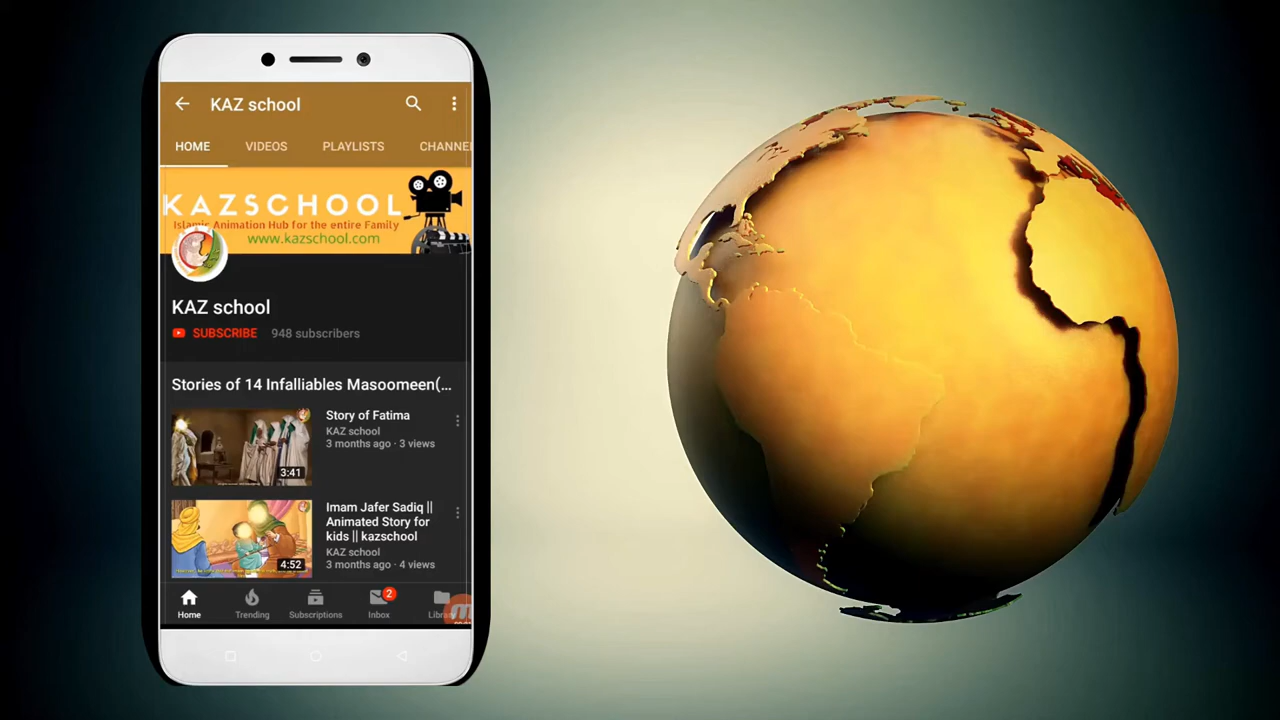 KAZ school
HOME VIDEOS PLAYLISTS CHANNE
KAZSCHOOL
Islamic Animation Hub for the entire Family
www.kazschool.com
KAZ school
SUBSCRIBE 948 subscribers
Stories of 14 Infalliables Masoomeen(...
Story of Fatima
KAZ school
3 months ago · 3 views
3:41
Imam Jafer Sadiq ||
Animated Story for
kids || kazschool
KAZ school
3 months ago · 4 views
4:52
2
Home Trending Subscriptions Inbox Libra